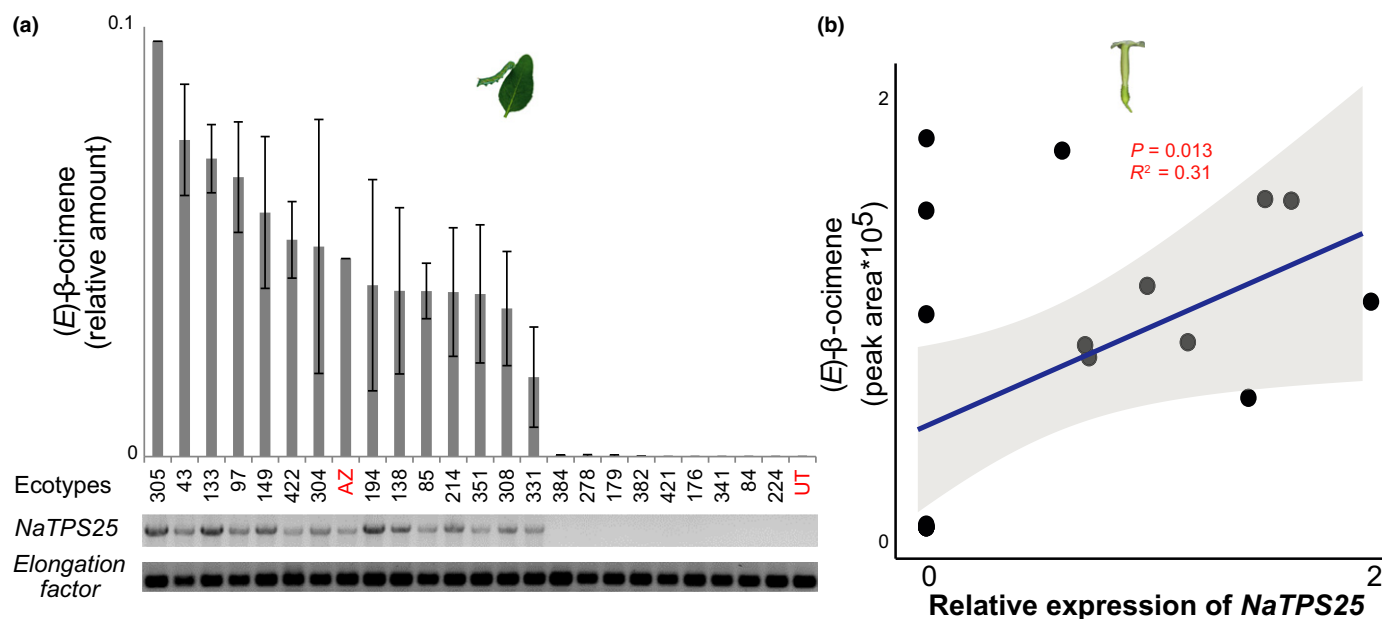 (a)
0.1
(E)-β-ocimene
(relative amount)
0
Ecotypes
305 43 133 97 149 422 304 AZ 194 138 85 214 351 308 331 384 278 179 382 421 176 341 84 224 UT
NaTPS25
Elongation
factor
(b)
2
P = 0.013
R² = 0.31
(E)-β-ocimene
(peak area*10⁵)
0
0 2
Relative expression of NaTPS25